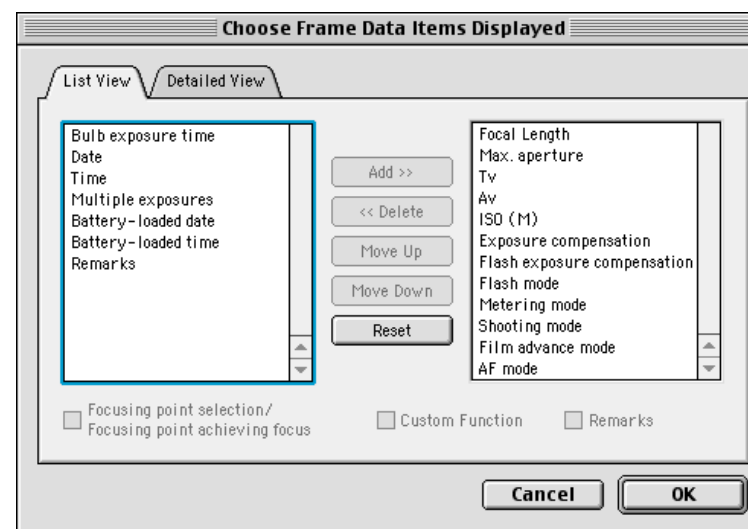 Choose Frame Data Items Displayed
List View
Detailed View
Bulb exposure time
Date
Time
Multiple exposures
Battery-loaded date
Battery-loaded time
Remarks
Add >>
<< Delete
Move Up
Move Down
Reset
Focal Length
Max. aperture
Tv
Av
ISO (M)
Exposure compensation
Flash exposure compensation
Flash mode
Metering mode
Shooting mode
Film advance mode
AF mode
Focusing point selection/
Focusing point achieving focus
Custom Function
Remarks
Cancel
OK